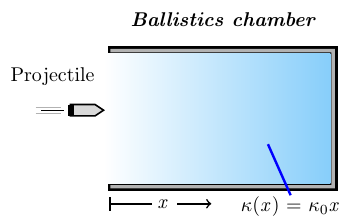 Ballistics chamber
Projectile
x
κ(x) = κ₀x